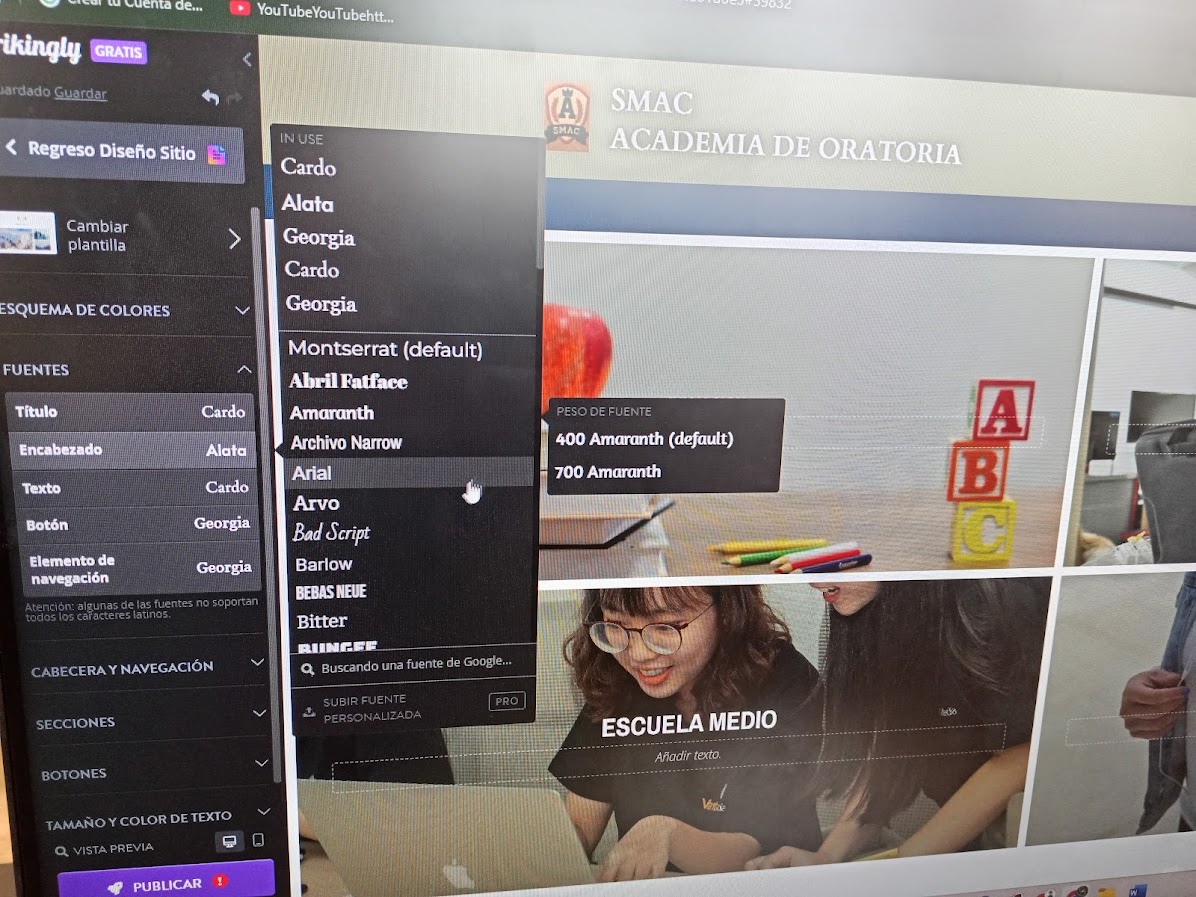 Crear tu Cuenta de...
YouTubeYouTubehtt...
rikingly GRATIS
uardado Guardar
Regreso Diseño Sitio
Cambiar
plantilla
ESQUEMA DE COLORES
FUENTES
Título Cardo
Encabezado Alata
Texto Cardo
Botón Georgia
Elemento de
navegación Georgia
Atención: algunas de las fuentes no soportan
todos los caracteres latinos.
CABECERA Y NAVEGACIÓN
SECCIONES
BOTONES
TAMAÑO Y COLOR DE TEXTO
VISTA PREVIA
PUBLICAR !
IN USE
Cardo
Alata
Georgia
Cardo
Georgia
Montserrat (default)
Abril Fatface
Amaranth
Archivo Narrow
Arial
Arvo
Bad Script
Barlow
BEBAS NEUE
Bitter
BUNGEE
Buscando una fuente de Google...
SUBIR FUENTE
PERSONALIZADA PRO
PESO DE FUENTE
400 Amaranth (default)
700 Amaranth
A
SMAC
SMAC
ACADEMIA DE ORATORIA
A
B
C
ESCUELA MEDIO
Añadir texto.